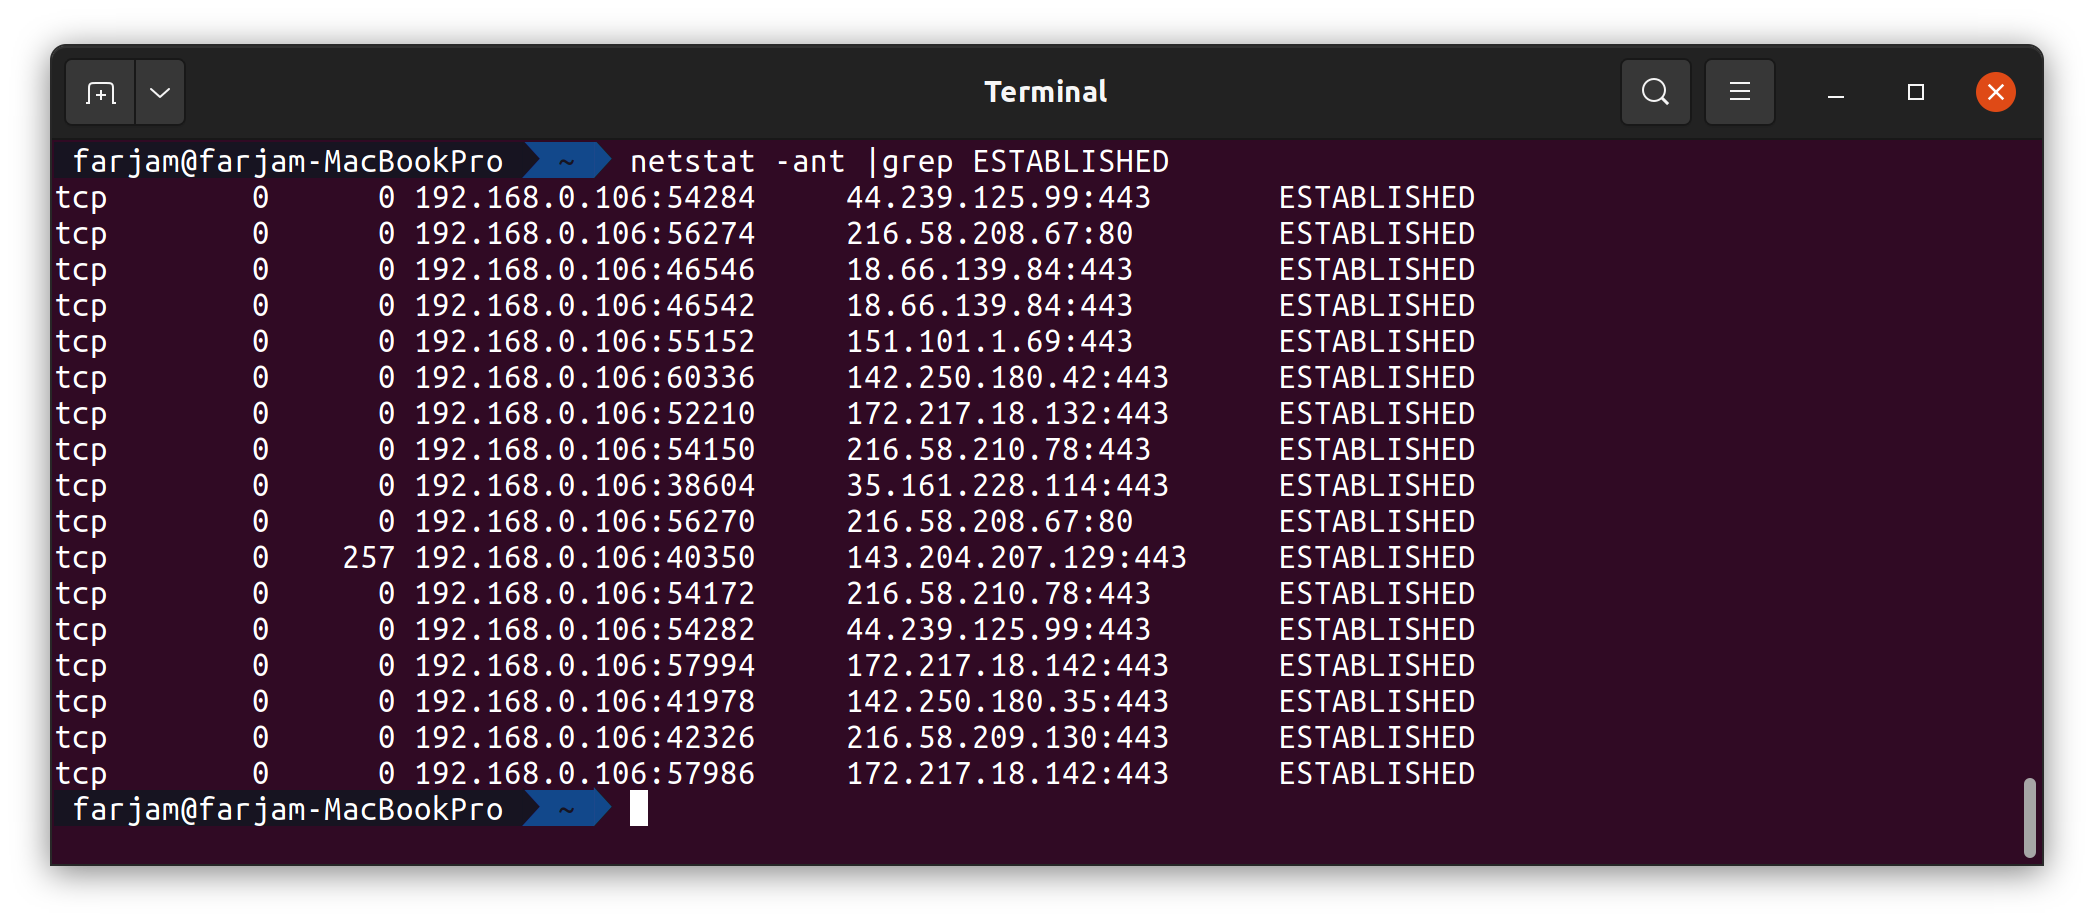 Terminal
farjam@farjam-MacBookPro ~ netstat -ant |grep ESTABLISHED
tcp 0 0 192.168.0.106:54284 44.239.125.99:443 ESTABLISHED
tcp 0 0 192.168.0.106:56274 216.58.208.67:80 ESTABLISHED
tcp 0 0 192.168.0.106:46546 18.66.139.84:443 ESTABLISHED
tcp 0 0 192.168.0.106:46542 18.66.139.84:443 ESTABLISHED
tcp 0 0 192.168.0.106:55152 151.101.1.69:443 ESTABLISHED
tcp 0 0 192.168.0.106:60336 142.250.180.42:443 ESTABLISHED
tcp 0 0 192.168.0.106:52210 172.217.18.132:443 ESTABLISHED
tcp 0 0 192.168.0.106:54150 216.58.210.78:443 ESTABLISHED
tcp 0 0 192.168.0.106:38604 35.161.228.114:443 ESTABLISHED
tcp 0 0 192.168.0.106:56270 216.58.208.67:80 ESTABLISHED
tcp 0 257 192.168.0.106:40350 143.204.207.129:443 ESTABLISHED
tcp 0 0 192.168.0.106:54172 216.58.210.78:443 ESTABLISHED
tcp 0 0 192.168.0.106:54282 44.239.125.99:443 ESTABLISHED
tcp 0 0 192.168.0.106:57994 172.217.18.142:443 ESTABLISHED
tcp 0 0 192.168.0.106:41978 142.250.180.35:443 ESTABLISHED
tcp 0 0 192.168.0.106:42326 216.58.209.130:443 ESTABLISHED
tcp 0 0 192.168.0.106:57986 172.217.18.142:443 ESTABLISHED
farjam@farjam-MacBookPro ~